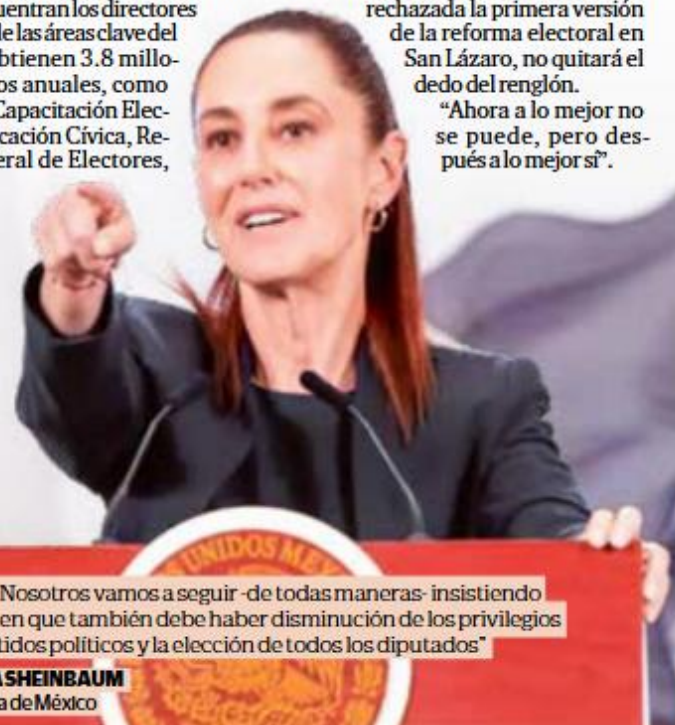 uentran los directores
e las áreas clave del
btienen 3.8 millo-
os anuales, como
Capacitación Elec-
cación Cívica, Re-
eral de Electores,
rechazada la primera versión
de la reforma electoral en
San Lázaro, no quitará el
dedo del renglón.
“Ahora a lo mejor no
se puede, pero des-
pués a lo mejor sí”.
UNIDOS MEX
Nosotros vamos a seguir -de todas maneras- insistiendo
en que también debe haber disminución de los privilegios
tidos políticos y la elección de todos los diputados”
A SHEINBAUM
a de México